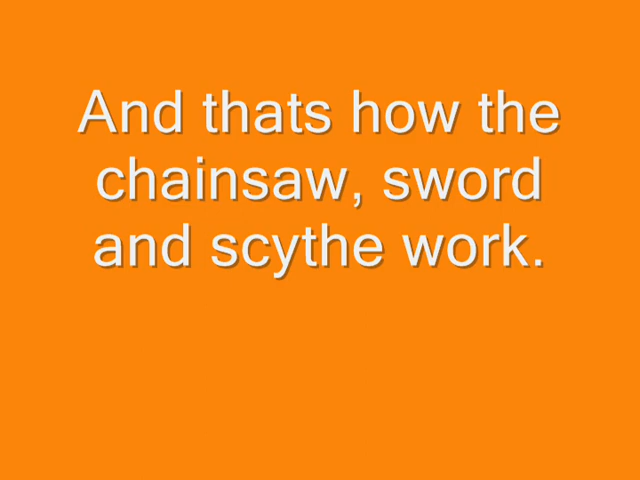 And thats how the
chainsaw, sword
and scythe work.